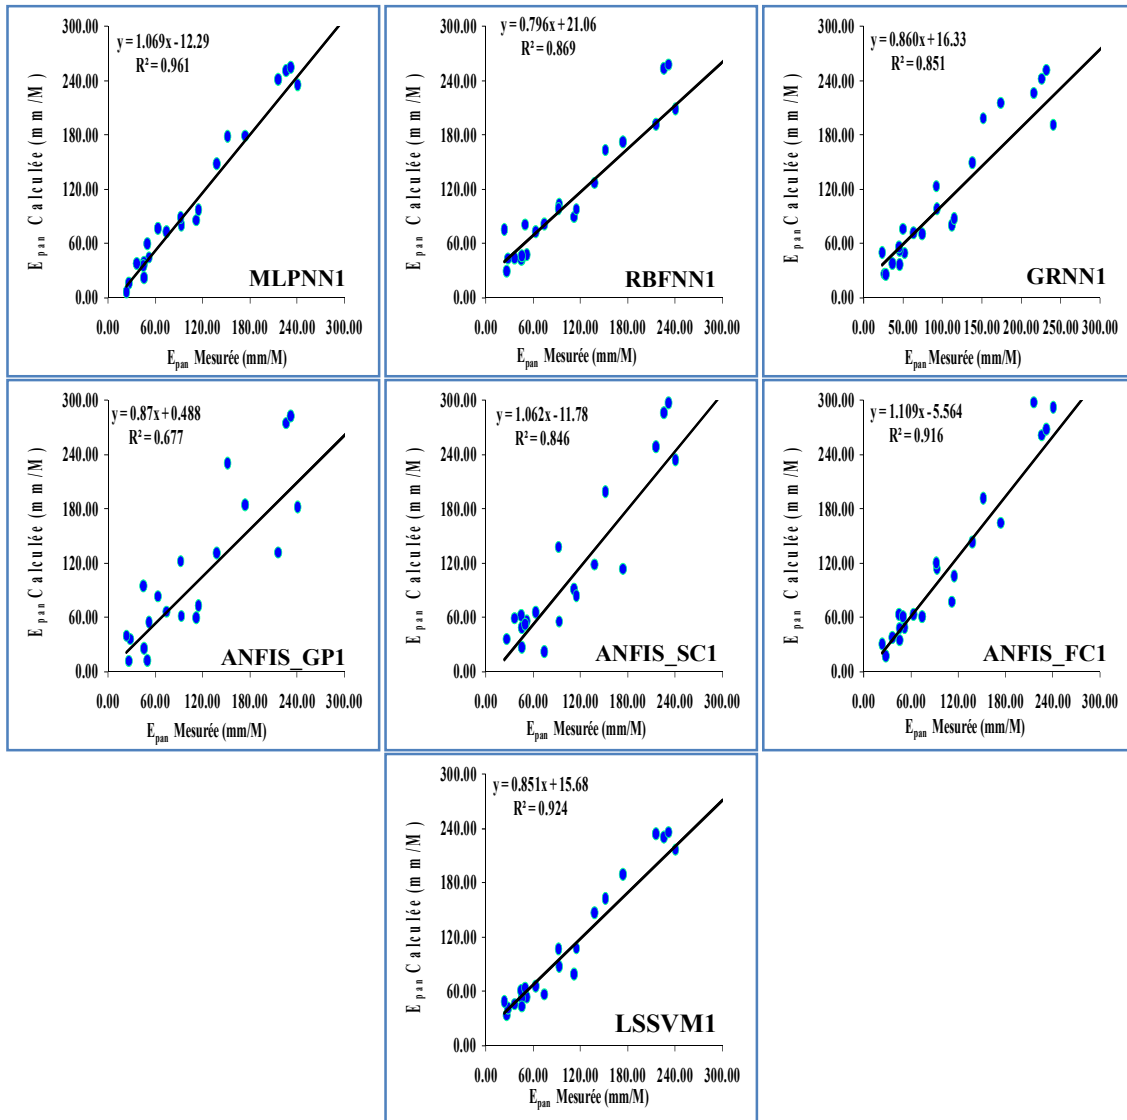 y = 1.069x - 12.29
R² = 0.961
E pan Calculée (mm/M)
300.00
240.00
180.00
120.00
60.00
0.00
MLPNN1
0.00 60.00 120.00 180.00 240.00 300.00
Epan Mesurée (mm/M)
y = 0.796x + 21.06
R² = 0.869
E pan Calculée (mm/M)
300.00
240.00
180.00
120.00
60.00
0.00
RBFNN1
0.00 60.00 120.00 180.00 240.00 300.00
Epan Mesurée (mm/M)
y = 0.860x + 16.33
R² = 0.851
E pan Calculée (mm/M)
300.00
240.00
180.00
120.00
60.00
0.00
GRNN1
0.00 50.00 100.00 150.00 200.00 250.00 300.00
Epan Mesurée (mm/M)
y = 0.87x + 0.488
R² = 0.677
E pan Calculée (mm/M)
300.00
240.00
180.00
120.00
60.00
0.00
ANFIS_GP1
0.00 60.00 120.00 180.00 240.00 300.00
Epan Mesurée (mm/M)
y = 1.062x - 11.78
R² = 0.846
E pan Calculée (mm/M)
300.00
240.00
180.00
120.00
60.00
0.00
ANFIS_SC1
0.00 60.00 120.00 180.00 240.00 300.00
Epan Mesurée (mm/M)
y = 1.109x - 5.564
R² = 0.916
E pan Calculée (mm/M)
300.00
240.00
180.00
120.00
60.00
0.00
ANFIS_FC1
0.00 60.00 120.00 180.00 240.00 300.00
Epan Mesurée (mm/M)
y = 0.851x + 15.68
R² = 0.924
E pan Calculée (mm/M)
300.00
240.00
180.00
120.00
60.00
0.00
LSSVM1
0.00 60.00 120.00 180.00 240.00 300.00
Epan Mesurée (mm/M)